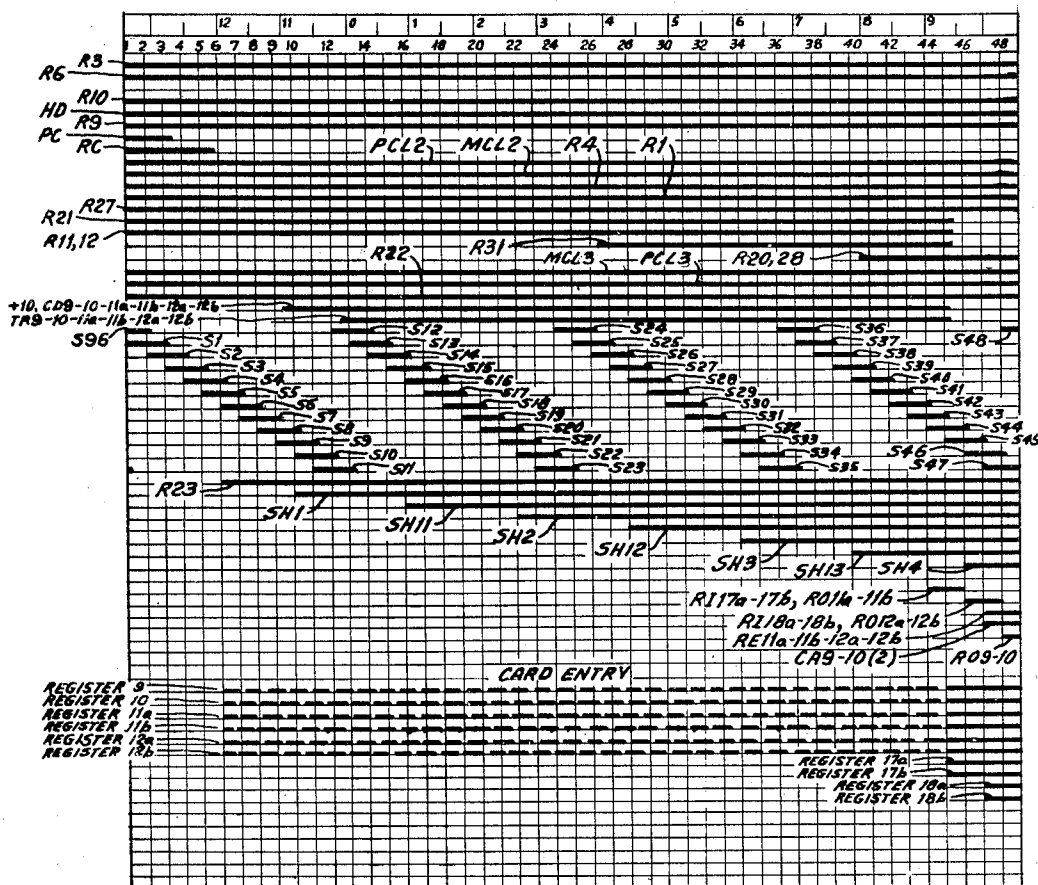 12 11 0 1 2 3 4 5 6 7 8 9
1 2 3 4 5 6 7 8 9 10 12 14 16 18 20 22 24 26 28 30 32 34 36 38 40 42 44 46 48
R3
R6
R10
HD
R9
PC
RC
PCL2 MCL2 R4 R1
R27
R21
R11,12
R31
R22 MCL3 PCL3 R20,28
+10, CD9-10-11a-11b-12a-12b
TR9-10-11a-11b-12a-12b
S96 S12 S24 S36 S48
S1 S13 S25 S37
S2 S14 S26 S38
S3 S15 S27 S39
S4 S16 S28 S40
S5 S17 S29 S41
S6 S18 S30 S42
S7 S19 S31 S43
S8 S20 S32 S44
S9 S21 S33 S46 S45
S10 S22 S34 S47
S11 S23 S35
R23
SH1
SH11
SH2
SH12
SH3
SH13 SH4
RI17a-17b, RO11a-11b
RI18a-18b, RO12a-12b
RE11a-11b-12a-12b
CA9-10(2) RO9-10
CARD ENTRY
REGISTER 9
REGISTER 10
REGISTER 11a
REGISTER 11b
REGISTER 12a
REGISTER 12b
REGISTER 17a
REGISTER 17b
REGISTER 18a
REGISTER 18b